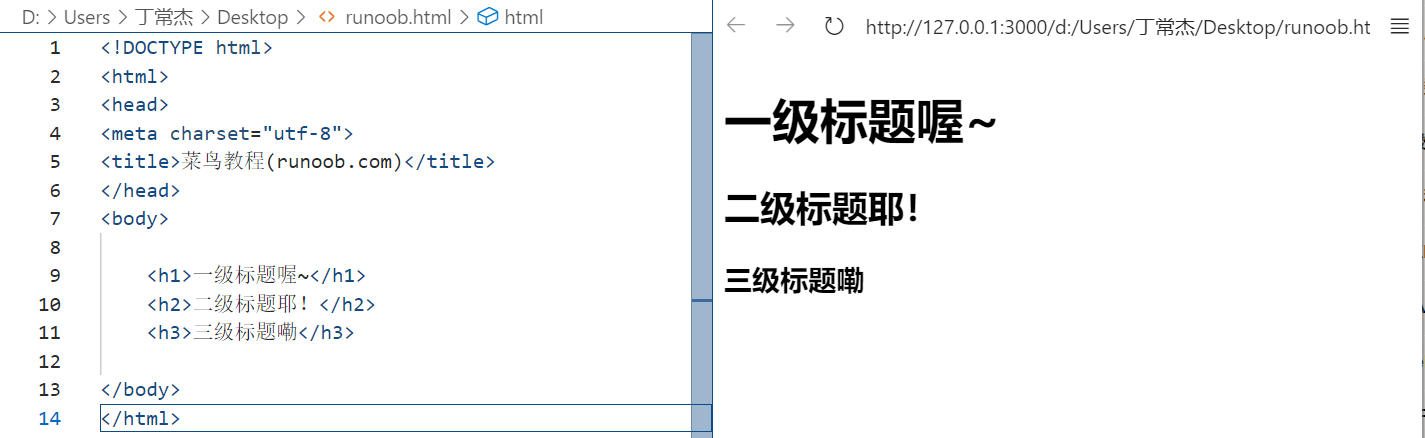 D: > Users > 丁常杰 > Desktop > runoob.html > html
1 <!DOCTYPE html>
2 <html>
3 <head>
4 <meta charset="utf-8">
5 <title>菜鸟教程(runoob.com)</title>
6 </head>
7 <body>
8
9 <h1>一级标题喔~</h1>
10 <h2>二级标题耶！</h2>
11 <h3>三级标题嘞</h3>
12
13 </body>
14 </html>
http://127.0.0.1:3000/d:/Users/丁常杰/Desktop/runoob.ht
一级标题喔~
二级标题耶！
三级标题嘞